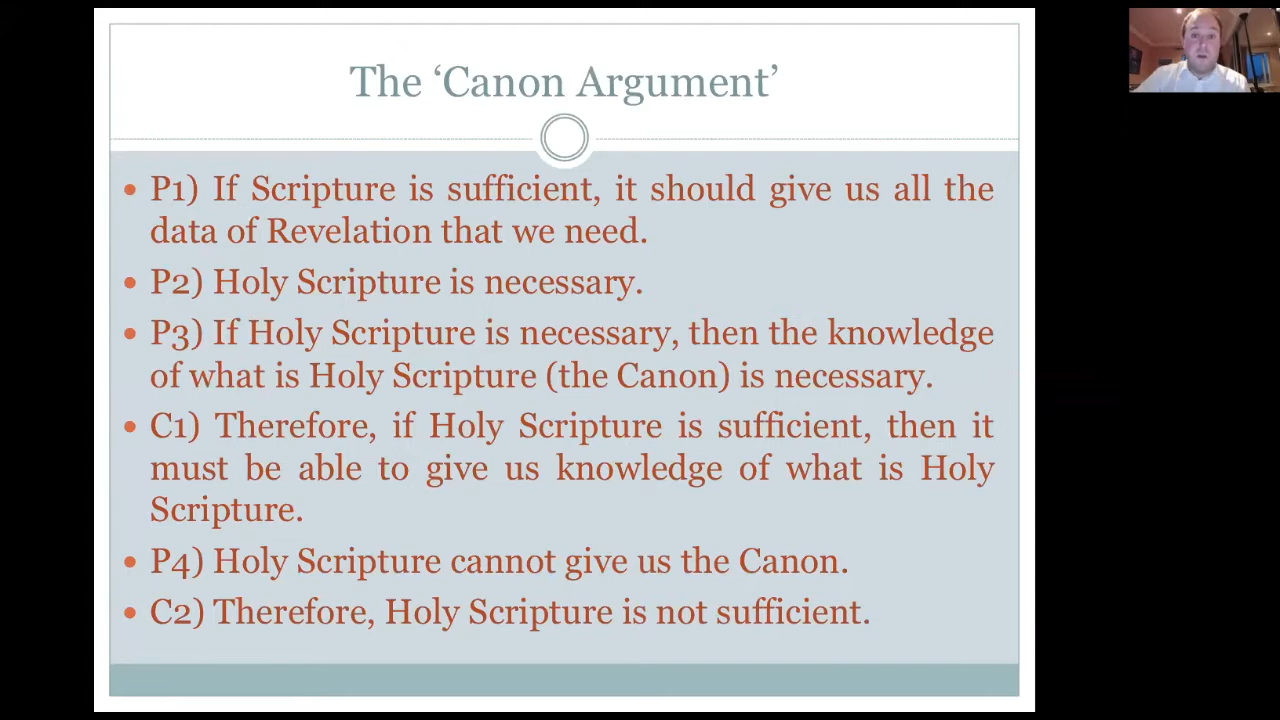 The ‘Canon Argument’
• P1) If Scripture is sufficient, it should give us all the
data of Revelation that we need.
• P2) Holy Scripture is necessary.
• P3) If Holy Scripture is necessary, then the knowledge
of what is Holy Scripture (the Canon) is necessary.
• C1) Therefore, if Holy Scripture is sufficient, then it
must be able to give us knowledge of what is Holy
Scripture.
• P4) Holy Scripture cannot give us the Canon.
• C2) Therefore, Holy Scripture is not sufficient.